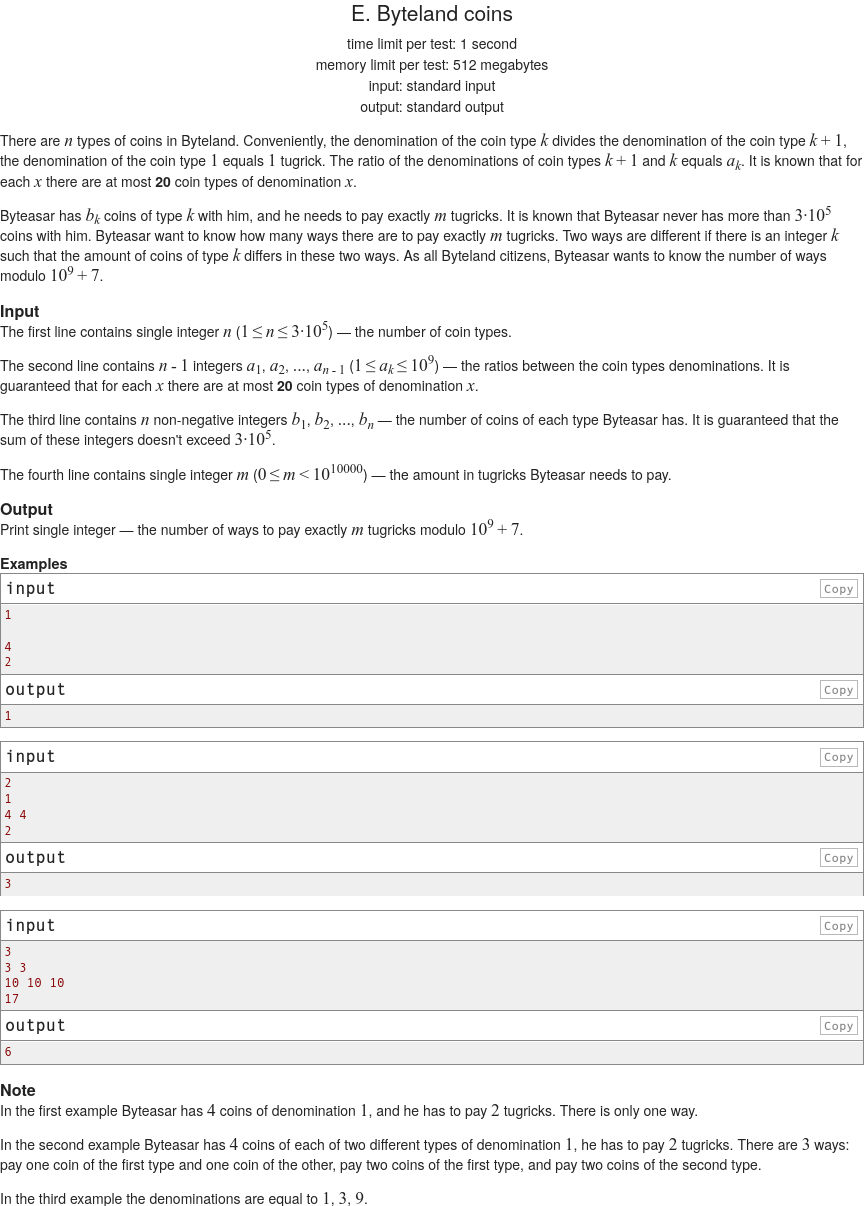 E. Byteland coins
time limit per test: 1 second
memory limit per test: 512 megabytes
input: standard input
output: standard output
There are n types of coins in Byteland. Conveniently, the denomination of the coin type k divides the denomination of the coin type k + 1,
the denomination of the coin type 1 equals 1 tugrick. The ratio of the denominations of coin types k + 1 and k equals a_k. It is known that for
each x there are at most 20 coin types of denomination x.
Byteasar has b_k coins of type k with him, and he needs to pay exactly m tugricks. It is known that Byteasar never has more than 3·10^5
coins with him. Byteasar want to know how many ways there are to pay exactly m tugricks. Two ways are different if there is an integer k
such that the amount of coins of type k differs in these two ways. As all Byteland citizens, Byteasar wants to know the number of ways
modulo 10^9 + 7.
Input
The first line contains single integer n (1 ≤ n ≤ 3·10^5) — the number of coin types.
The second line contains n - 1 integers a_1, a_2, ..., a_{n - 1} (1 ≤ a_k ≤ 10^9) — the ratios between the coin types denominations. It is
guaranteed that for each x there are at most 20 coin types of denomination x.
The third line contains n non-negative integers b_1, b_2, ..., b_n — the number of coins of each type Byteasar has. It is guaranteed that the
sum of these integers doesn't exceed 3·10^5.
The fourth line contains single integer m (0 ≤ m < 10^10000) — the amount in tugricks Byteasar needs to pay.
Output
Print single integer — the number of ways to pay exactly m tugricks modulo 10^9 + 7.
Examples
input Copy
1
4
2
output Copy
1
input Copy
2
1
4 4
2
output Copy
3
input Copy
3
3 3
10 10 10
17
output Copy
6
Note
In the first example Byteasar has 4 coins of denomination 1, and he has to pay 2 tugricks. There is only one way.
In the second example Byteasar has 4 coins of each of two different types of denomination 1, he has to pay 2 tugricks. There are 3 ways:
pay one coin of the first type and one coin of the other, pay two coins of the first type, and pay two coins of the second type.
In the third example the denominations are equal to 1, 3, 9.